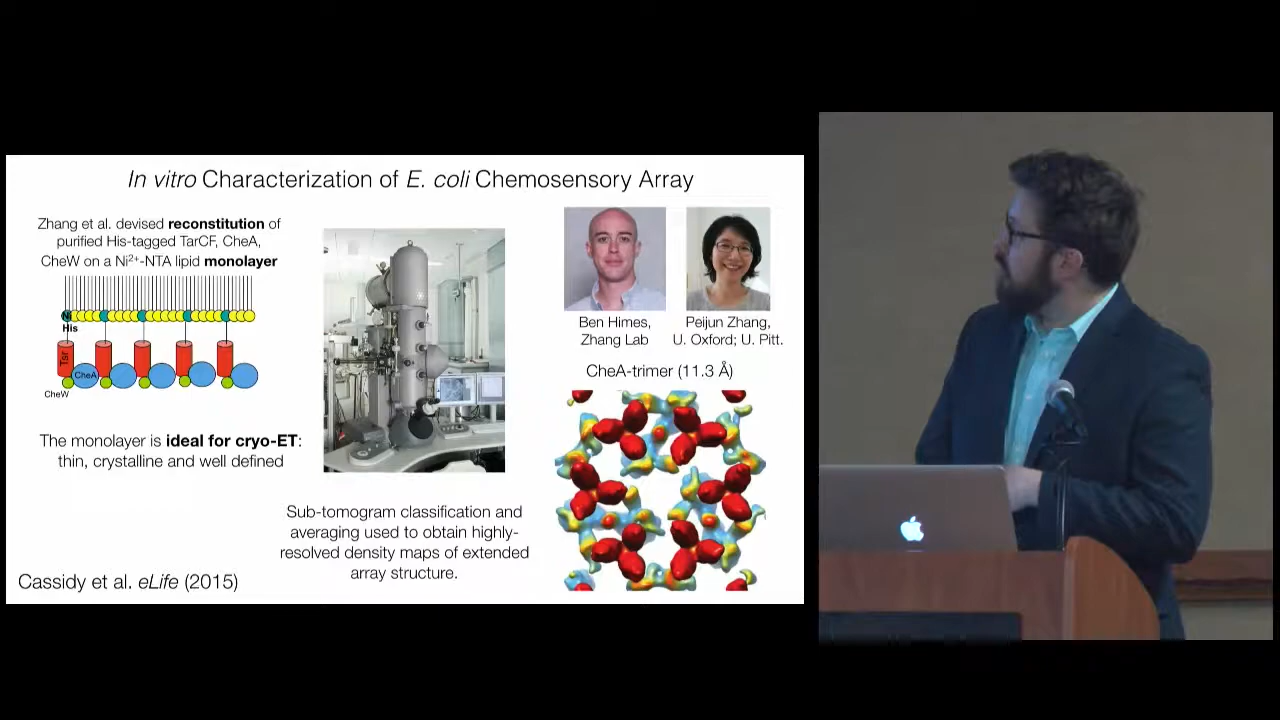 In vitro Characterization of E. coli Chemosensory Array
Zhang et al. devised reconstitution of
purified His-tagged TarCF, CheA,
CheW on a Ni²⁺-NTA lipid monolayer
Ni
His
Tsr
CheA
CheW
The monolayer is ideal for cryo-ET:
thin, crystalline and well defined
Sub-tomogram classification and
averaging used to obtain highly-
resolved density maps of extended
array structure.
Ben Himes,
Zhang Lab
Peijun Zhang,
U. Oxford; U. Pitt.
CheA-trimer (11.3 Å)
Cassidy et al. eLife (2015)